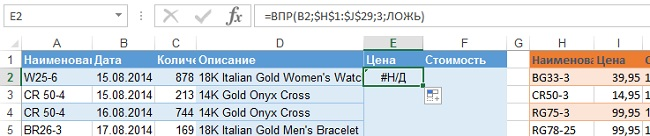 E2 =ВПР(B2;$H$1:$J$29;3;ЛОЖЬ)
A B C D E F G H I
1 Наименова Дата Количе Описание Цена Стоимость Наименован Цена
2 W25-6 15.08.2014 878 18K Italian Gold Women's Watc #Н/Д BG33-3 39,95
3 CR 50-4 15.08.2014 213 14K Gold Onyx Cross CR50-3 14,95
4 CR 50-4 16.08.2014 744 14K Gold Onyx Cross RG75-3 99,95
5 BR26-3 17.08.2014 169 18K Italian Gold Men's Bracelet RG78-25 99,95